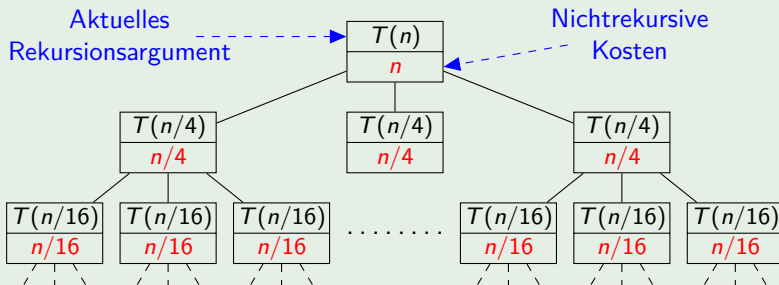 Aktuelles
Rekursionsargument
Nichtrekursive
Kosten
T(n)
n
T(n/4) T(n/4) T(n/4)
n/4 n/4 n/4
T(n/16) T(n/16) T(n/16) ........ T(n/16) T(n/16) T(n/16)
n/16 n/16 n/16 n/16 n/16 n/16